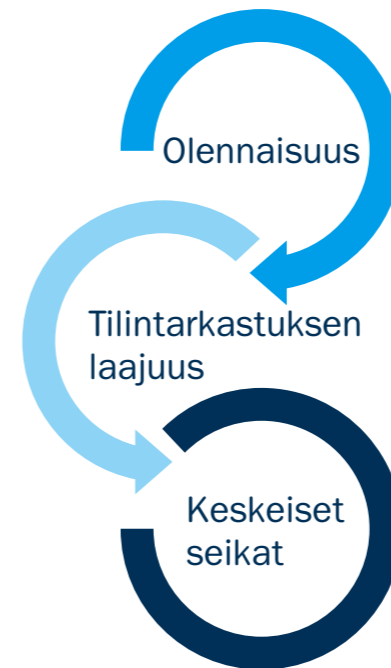 Olennaisuus
Tilintarkastuksen
laajuus
Keskeiset
seikat